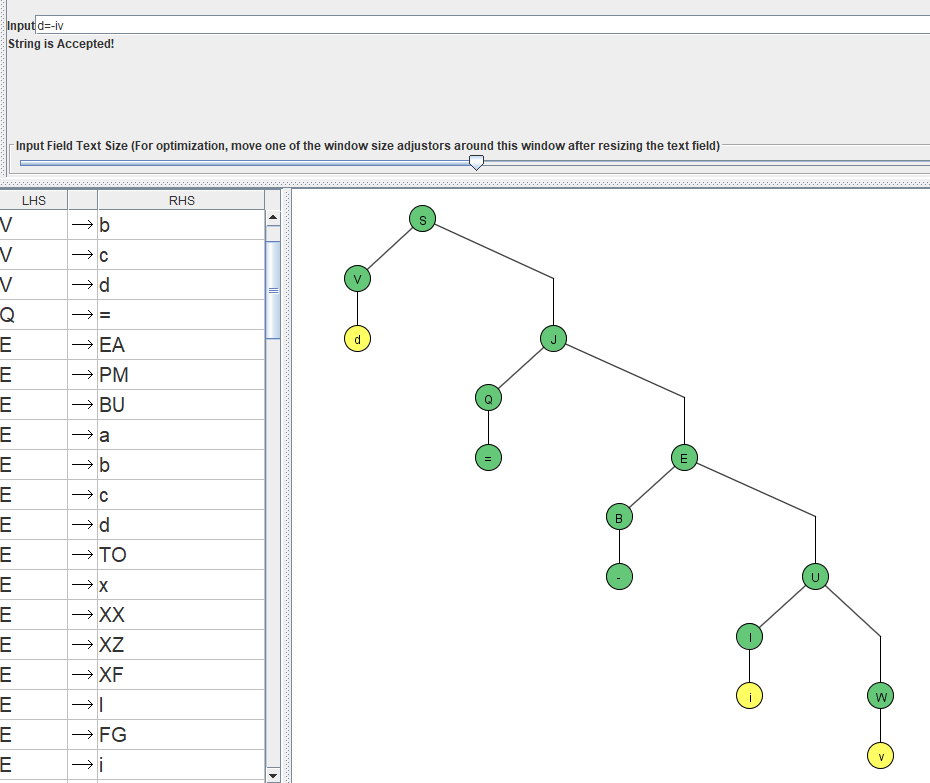 Input d=-iv
String is Accepted!
Input Field Text Size (For optimization, move one of the window size adjustors around this window after resizing the text field)
LHS RHS
V → b
V → c
V → d
Q → =
E → EA
E → PM
E → BU
E → a
E → b
E → c
E → d
E → TO
E → x
E → XX
E → XZ
E → XF
E → I
E → FG
E → i
S
V
d
J
Q
=
E
B
-
U
I
i
W
v